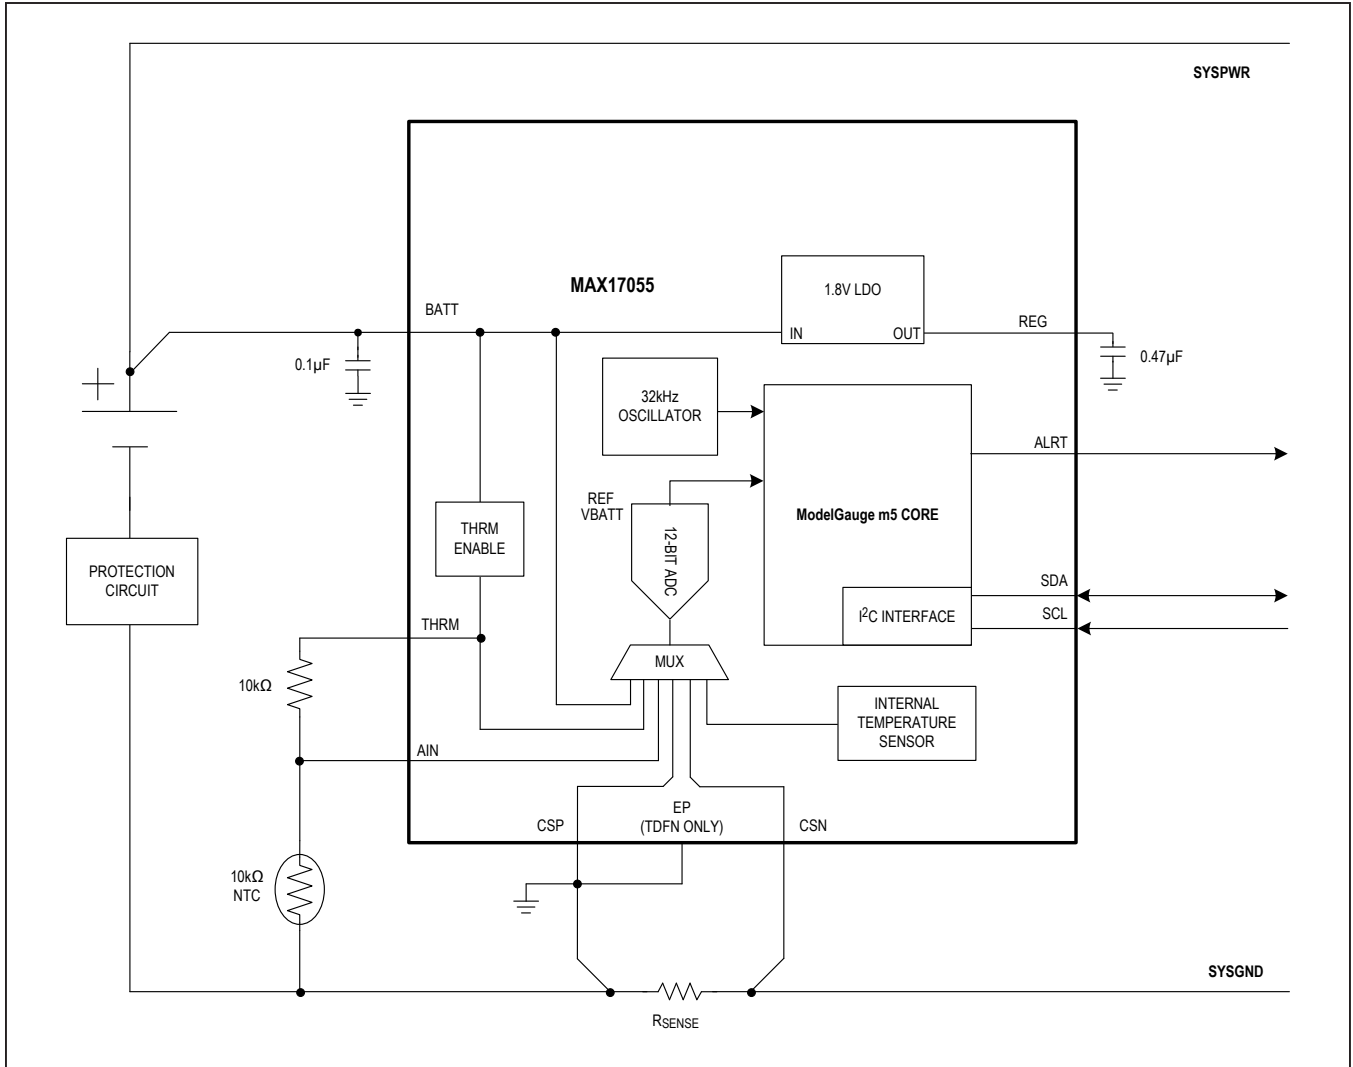 SYSPWR
MAX17055
1.8V LDO
BATT
REG
IN
OUT
0.1µF
0.47µF
32kHz
OSCILLATOR
ALRT
REF
VBATT
12-BIT ADC
ModelGauge m5 CORE
THRM
ENABLE
PROTECTION
CIRCUIT
SDA
I²C INTERFACE
SCL
THRM
MUX
10kΩ
INTERNAL
TEMPERATURE
SENSOR
AIN
EP
(TDFN ONLY)
CSP
CSN
10kΩ
NTC
SYSGND
RSENSE